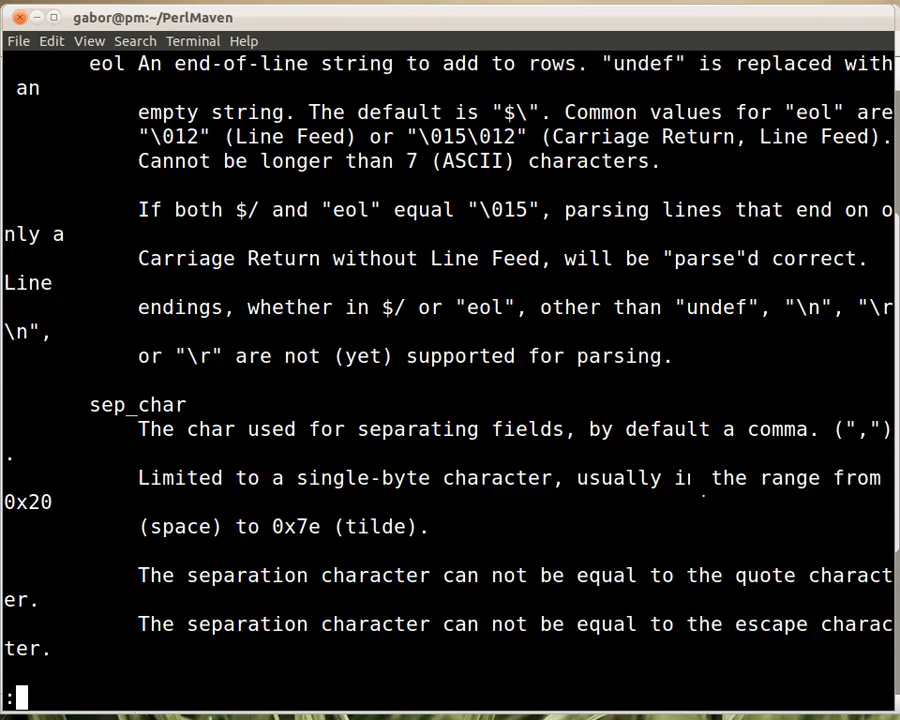 gabor@pm:~/PerlMaven
File Edit View Search Terminal Help
eol An end-of-line string to add to rows. "undef" is replaced with
an
empty string. The default is "$\". Common values for "eol" are
"\012" (Line Feed) or "\015\012" (Carriage Return, Line Feed).
Cannot be longer than 7 (ASCII) characters.
If both $/ and "eol" equal "\015", parsing lines that end on o
nly a
Carriage Return without Line Feed, will be "parse"d correct.
Line
endings, whether in $/ or "eol", other than "undef", "\n", "\r
\n",
or "\r" are not (yet) supported for parsing.
sep_char
The char used for separating fields, by default a comma. (",")
.
Limited to a single-byte character, usually in the range from
0x20
(space) to 0x7e (tilde).
The separation character can not be equal to the quote charact
er.
The separation character can not be equal to the escape charac
ter.
: